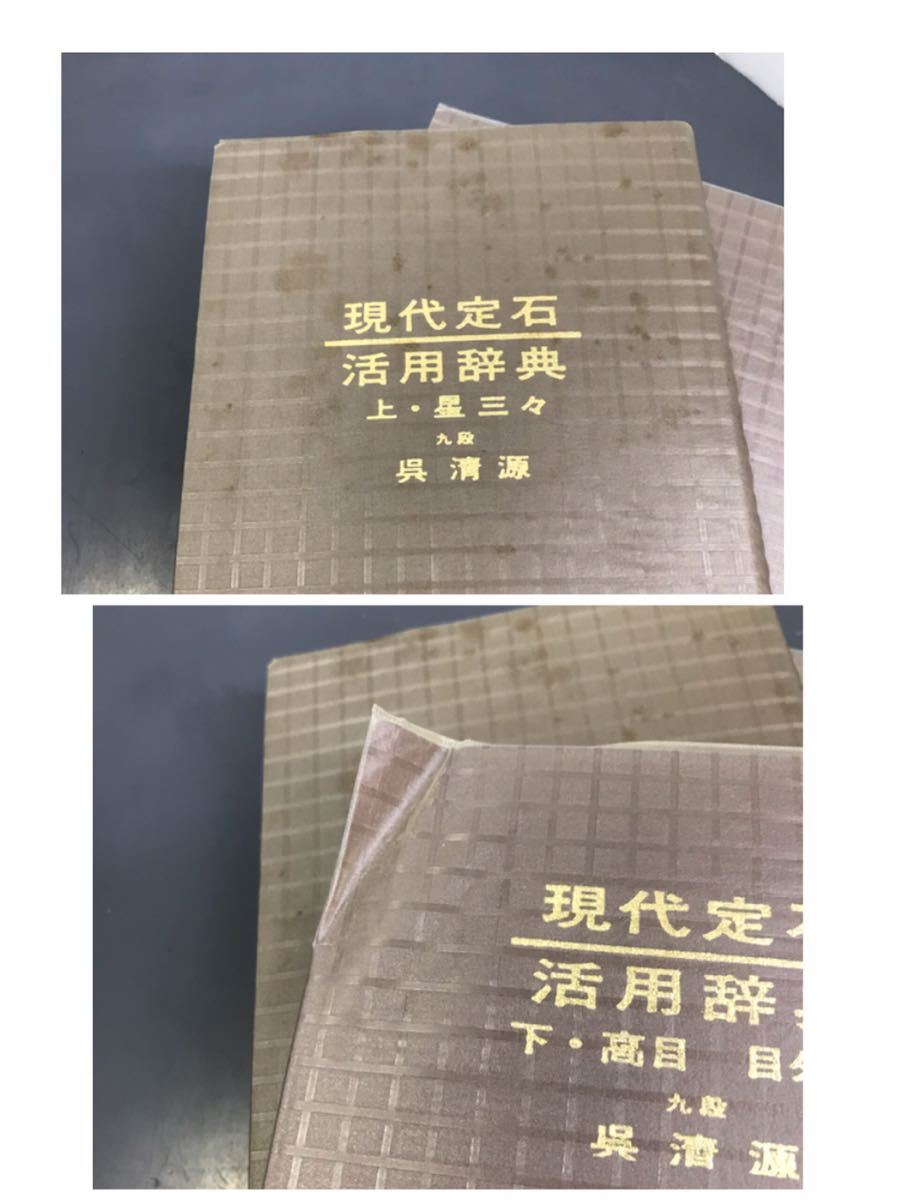 現代定石
活用辞典
上・星三々
九段
呉清源
現代定
活用辞
下・高目 目
九段
呉清源